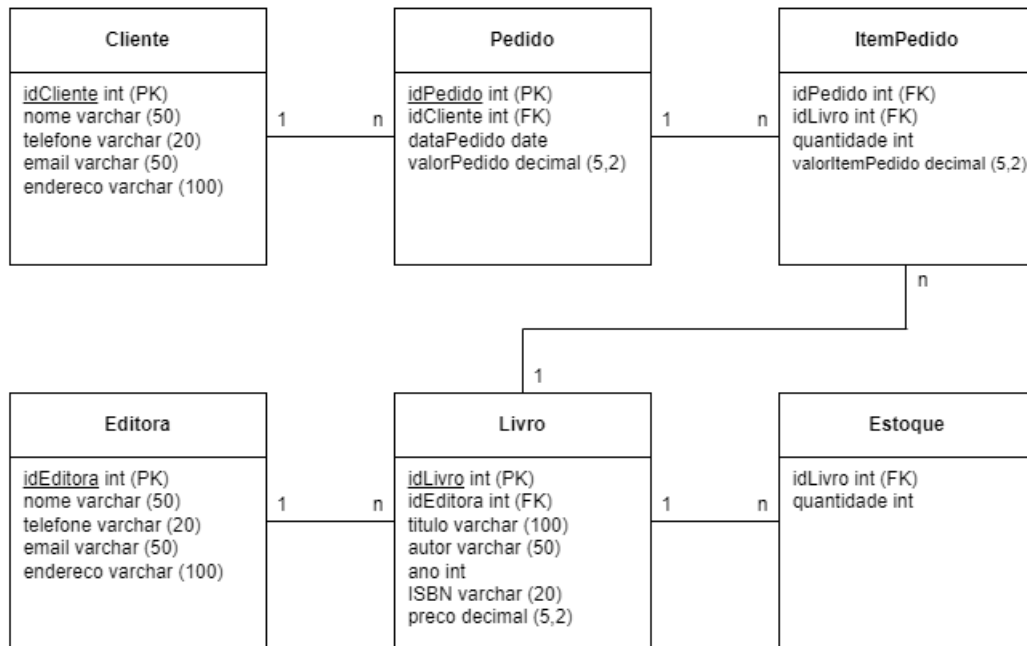 Cliente
idCliente int (PK)
nome varchar (50)
telefone varchar (20)
email varchar (50)
endereco varchar (100)
1
n
Pedido
idPedido int (PK)
idCliente int (FK)
dataPedido date
valorPedido decimal (5,2)
1
n
ItemPedido
idPedido int (FK)
idLivro int (FK)
quantidade int
valorItemPedido decimal (5,2)
n
1
Editora
idEditora int (PK)
nome varchar (50)
telefone varchar (20)
email varchar (50)
endereco varchar (100)
1
n
Livro
idLivro int (PK)
idEditora int (FK)
titulo varchar (100)
autor varchar (50)
ano int
ISBN varchar (20)
preco decimal (5,2)
1
n
Estoque
idLivro int (FK)
quantidade int